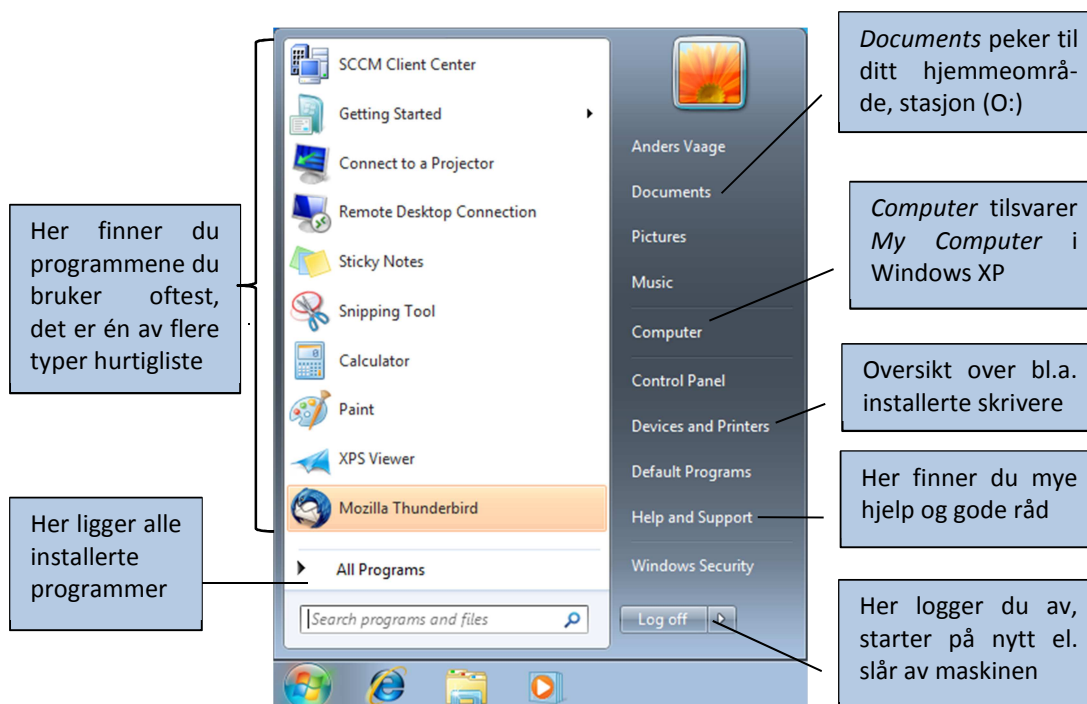 Her finner du
programmene du
bruker oftest,
det er én av flere
typer hurtigliste
Her ligger alle
installerte
programmer
SCCM Client Center
Getting Started
Connect to a Projector
Remote Desktop Connection
Sticky Notes
Snipping Tool
Calculator
Paint
XPS Viewer
Mozilla Thunderbird
All Programs
Search programs and files
Anders Vaage
Documents
Pictures
Music
Computer
Control Panel
Devices and Printers
Default Programs
Help and Support
Windows Security
Log off
Documents peker til
ditt hjemmeområ-
de, stasjon (O:)
Computer tilsvarer
My Computer i
Windows XP
Oversikt over bl.a.
installerte skrivere
Her finner du mye
hjelp og gode råd
Her logger du av,
starter på nytt el.
slår av maskinen